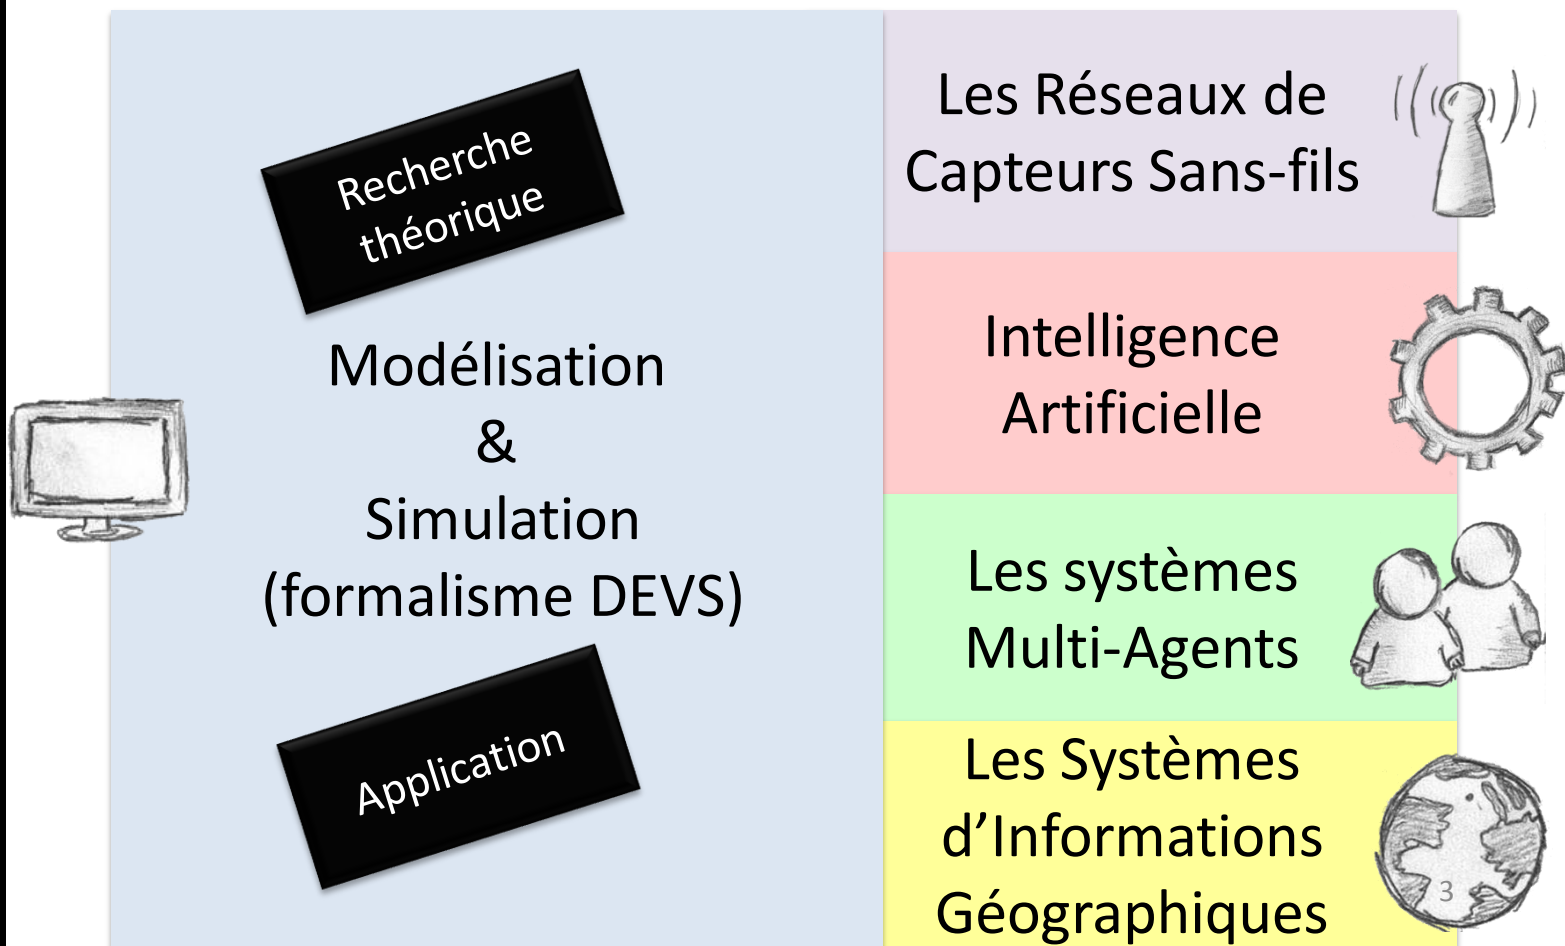 Recherche
théorique
Modélisation
&
Simulation
(formalisme DEVS)
Application
Les Réseaux de
Capteurs Sans-fils
Intelligence
Artificielle
Les systèmes
Multi-Agents
Les Systèmes
d’Informations
Géographiques
3